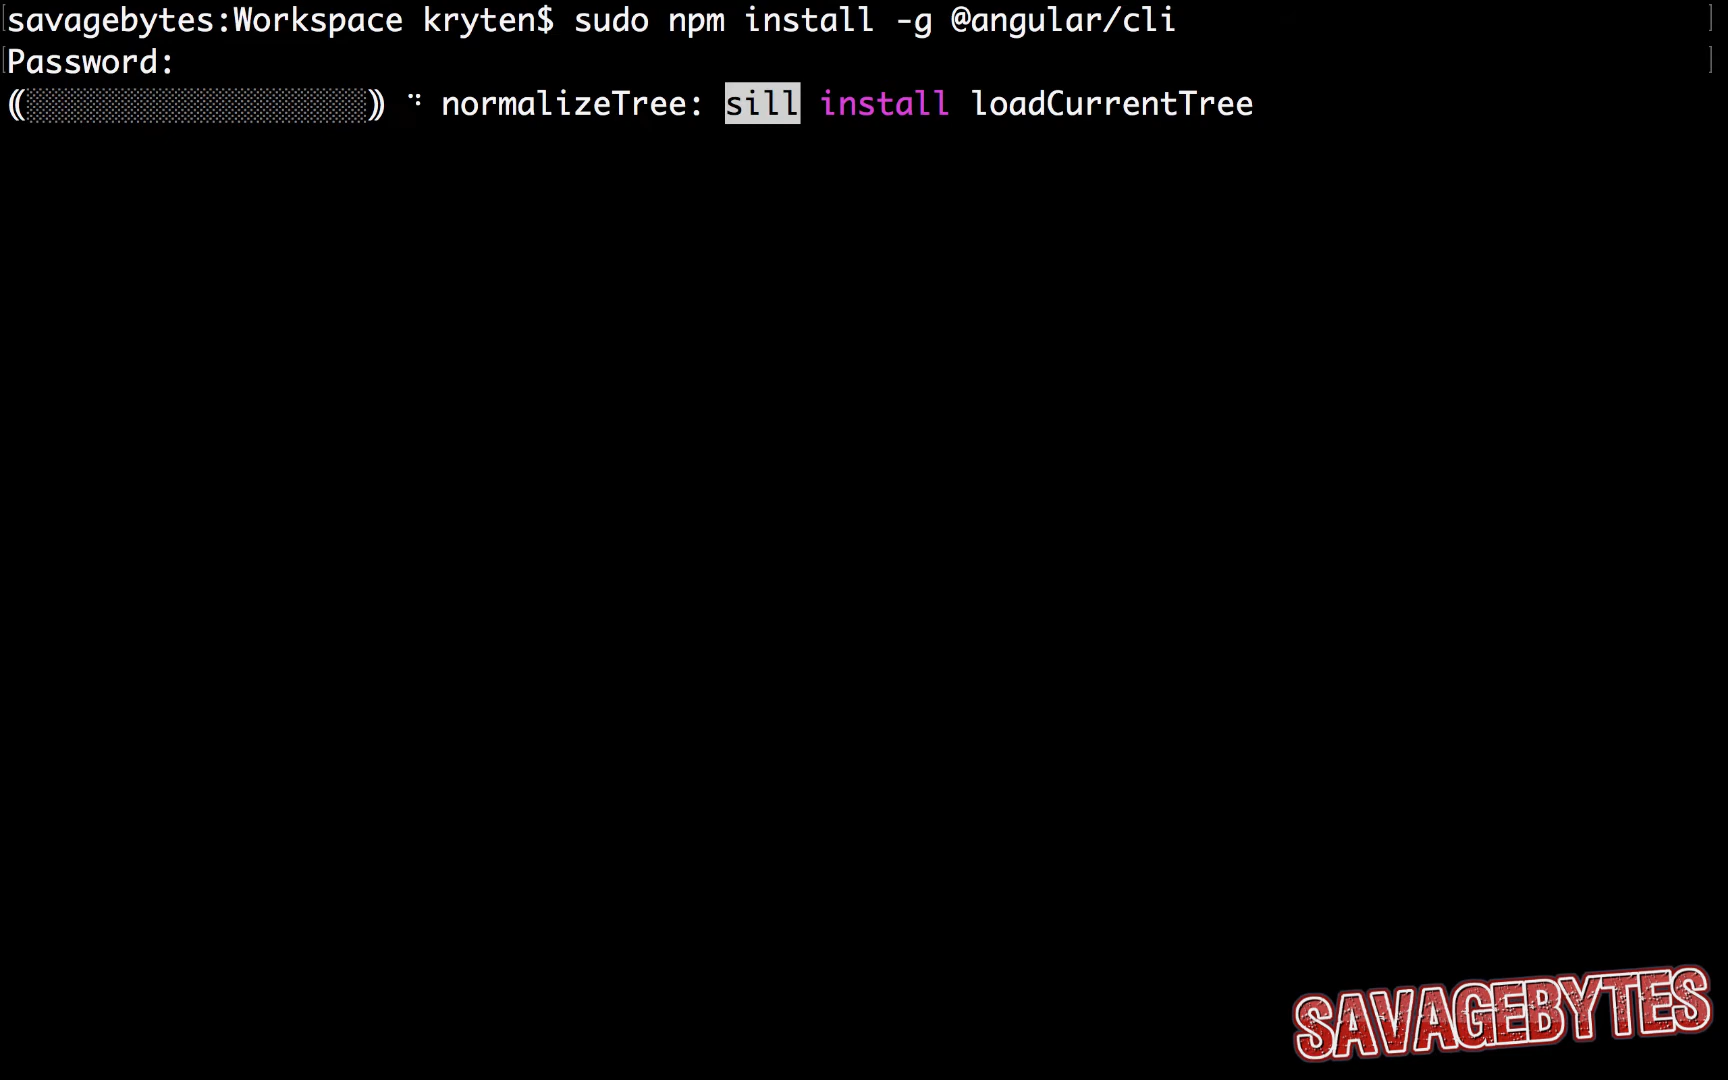 savagebytes:Workspace kryten$ sudo npm install -g @angular/cli
Password:
(░░░░░░░░░░░░░░░░░░) ⠙ normalizeTree: sill install loadCurrentTree
SAVAGEBYTES